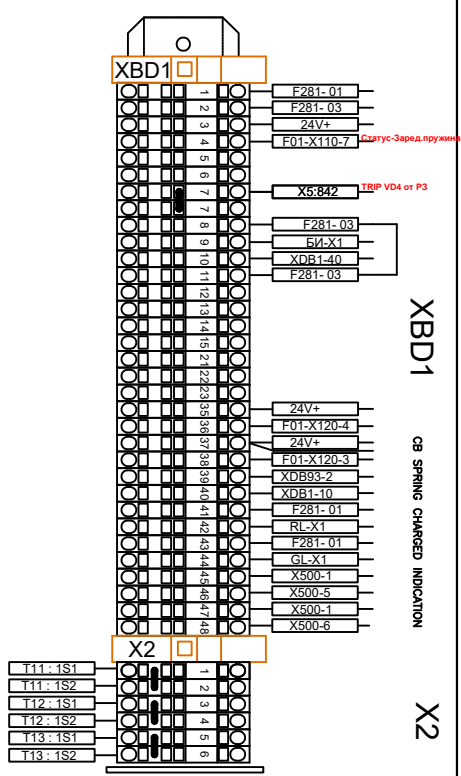 XBD1
1 F281- 01
2 F281- 03
3 24V+
4 F01-X110-7 Статус-Заред.пружина
5
6
7 X5:842 TRIP VD4 от РЗ
7
8 F281- 03
9 БИ-X1
10 XDB1-40
11 F281- 03
12
13
14
15
21
22
23
35 24V+
36 F01-X120-4
37 24V+
38 F01-X120-3
39 XDB93-2
40 XDB1-10
41 F281- 01
42 RL-X1
43 F281- 01
44 GL-X1
45 X500-1
46 X500-5
47 X500-1
48 X500-6
XBD1
CB SPRING CHARGED INDICATION
X2
T11 : 1S1 1
T11 : 1S2 2
T12 : 1S1 3
T12 : 1S2 4
T13 : 1S1 5
T13 : 1S2 6
X2